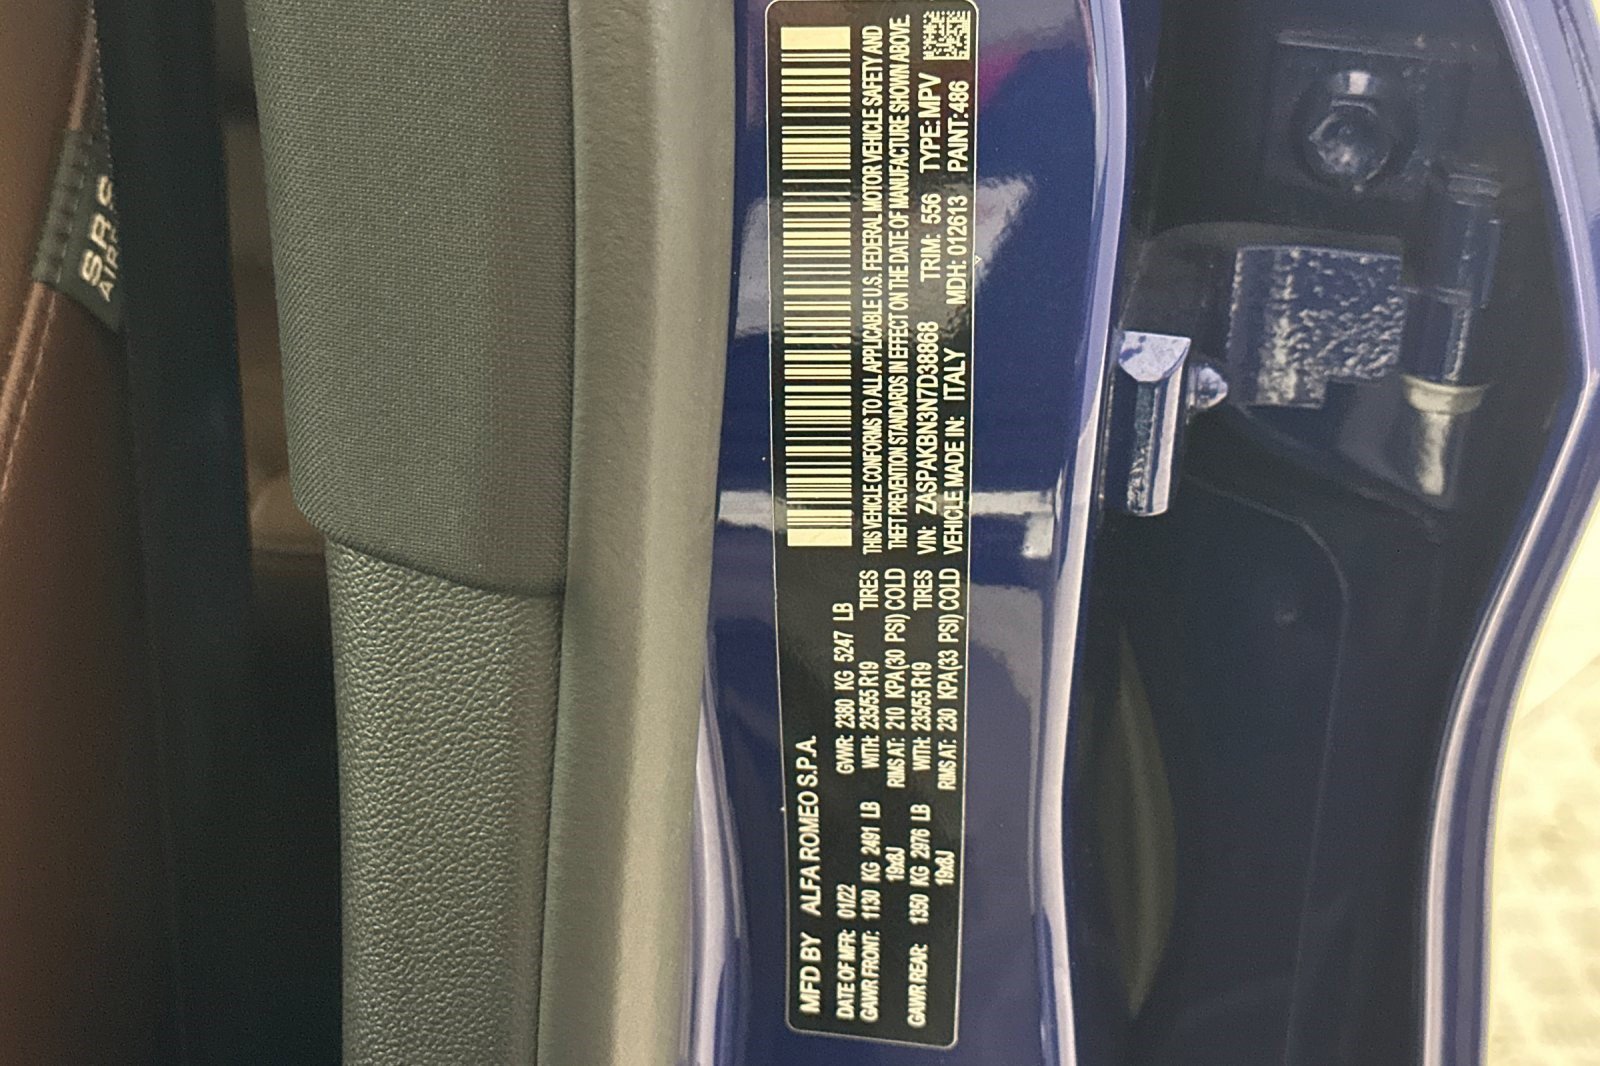 MFD BY ALFA ROMEO S.P.A.
DATE OF MFR: 01/22 GVWR: 2380 KG 5247 LB
GAWR FRONT: 1130 KG 2491 LB WITH: 235/55 R19 TIRES
19x8J RIMS AT: 210 KPA(30 PSI) COLD
GAWR REAR: 1350 KG 2976 LB WITH: 235/55 R19 TIRES
19x8J RIMS AT: 230 KPA(33 PSI) COLD
THIS VEHICLE CONFORMS TO ALL APPLICABLE U.S. FEDERAL MOTOR VEHICLE SAFETY AND
THEFT PREVENTION STANDARDS IN EFFECT ON THE DATE OF MANUFACTURE SHOWN ABOVE.
VIN: ZASPAKBN3N7D38868 TRIM: 556 TYPE:MPV
VEHICLE MADE IN: ITALY MDH: 012613 PAINT:486
SRS